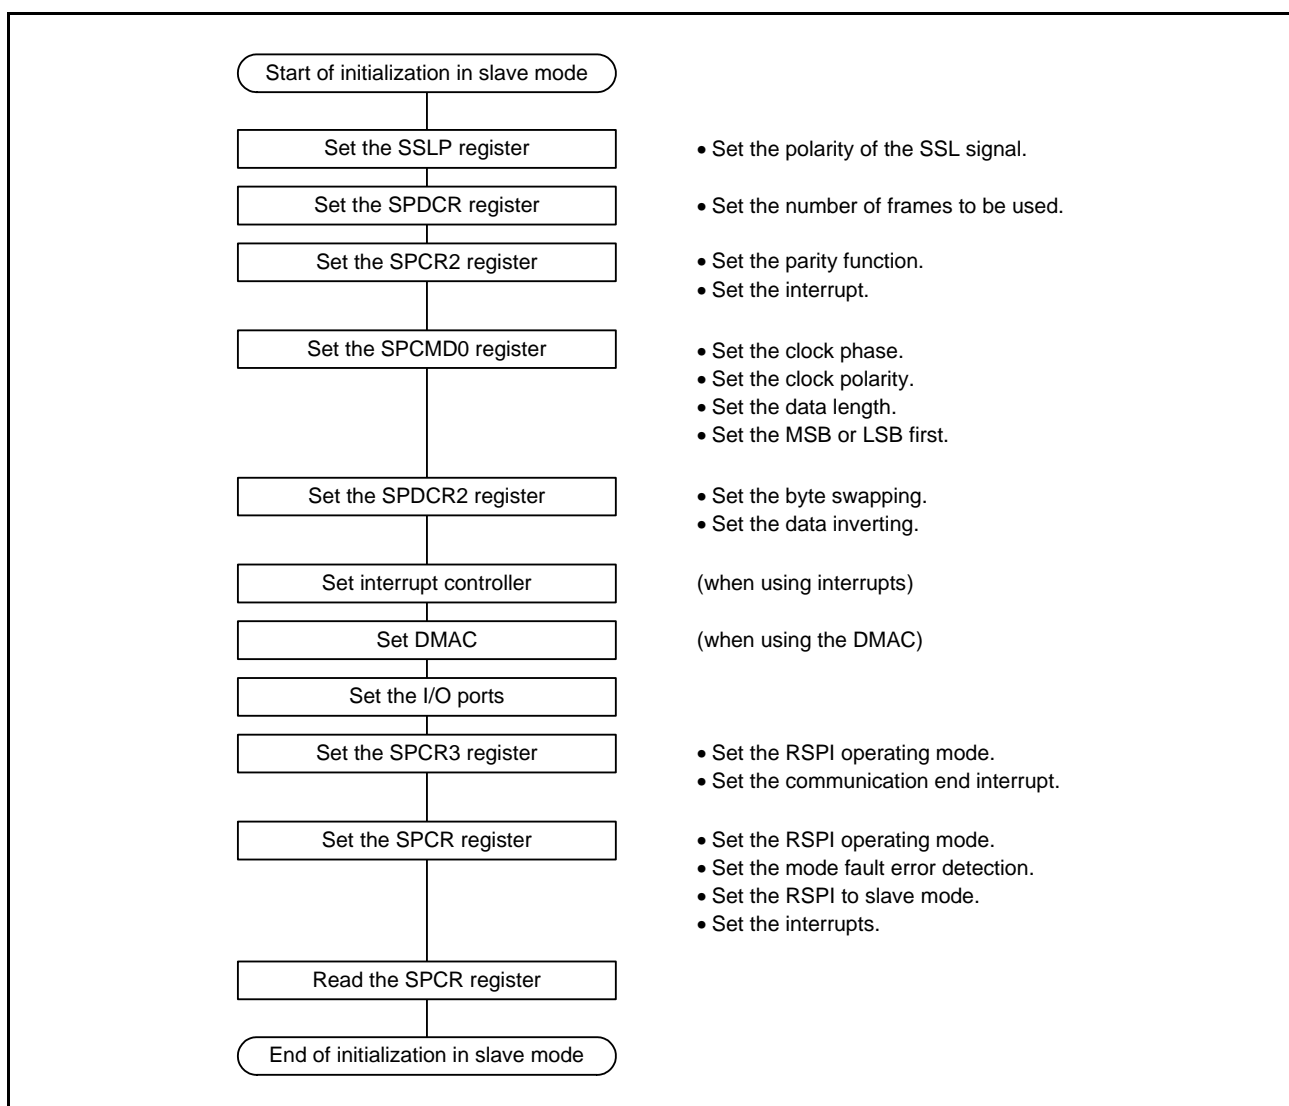 Start of initialization in slave mode
Set the SSLP register
• Set the polarity of the SSL signal.
Set the SPDCR register
• Set the number of frames to be used.
Set the SPCR2 register
• Set the parity function.
• Set the interrupt.
Set the SPCMD0 register
• Set the clock phase.
• Set the clock polarity.
• Set the data length.
• Set the MSB or LSB first.
Set the SPDCR2 register
• Set the byte swapping.
• Set the data inverting.
Set interrupt controller
(when using interrupts)
Set DMAC
(when using the DMAC)
Set the I/O ports
Set the SPCR3 register
• Set the RSPI operating mode.
• Set the communication end interrupt.
Set the SPCR register
• Set the RSPI operating mode.
• Set the mode fault error detection.
• Set the RSPI to slave mode.
• Set the interrupts.
Read the SPCR register
End of initialization in slave mode